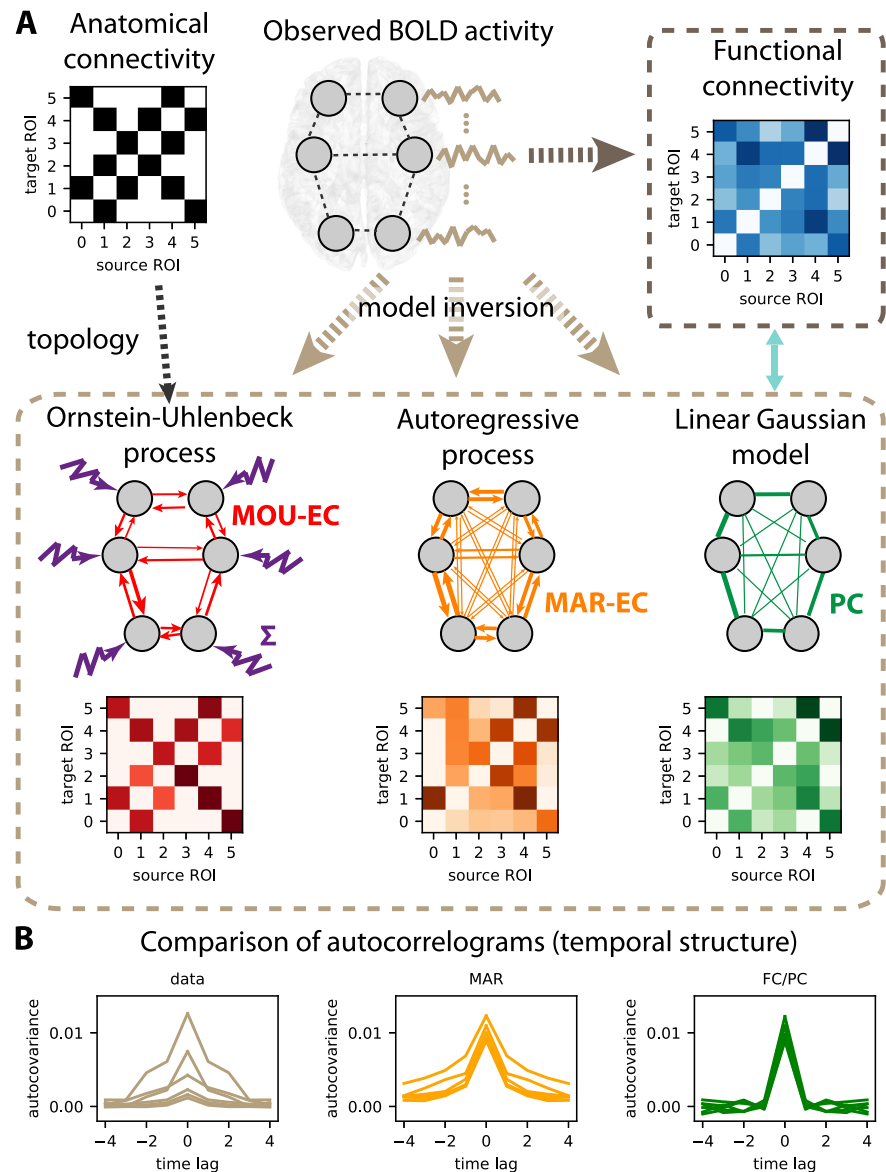 A
Anatomical
connectivity
5
4
3
2
1
0
target ROI
0 1 2 3 4 5
source ROI
Observed BOLD activity
Functional
connectivity
5
4
3
2
1
0
target ROI
0 1 2 3 4 5
source ROI
topology
model inversion
Ornstein-Uhlenbeck
process
MOU-EC
Σ
5
4
3
2
1
0
target ROI
0 1 2 3 4 5
source ROI
Autoregressive
process
MAR-EC
5
4
3
2
1
0
target ROI
0 1 2 3 4 5
source ROI
Linear Gaussian
model
PC
5
4
3
2
1
0
target ROI
0 1 2 3 4 5
source ROI
B
Comparison of autocorrelograms (temporal structure)
data
autocovariance
0.01
0.00
−4 −2 0 2 4
time lag
MAR
autocovariance
0.01
0.00
−4 −2 0 2 4
time lag
FC/PC
autocovariance
0.01
0.00
−4 −2 0 2 4
time lag